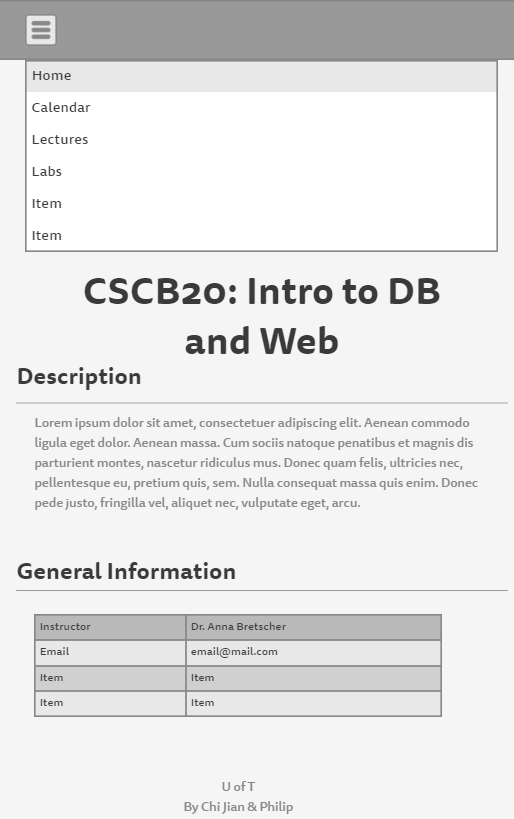 Home
Calendar
Lectures
Labs
Item
Item
CSCB20: Intro to DB
and Web
Description
Lorem ipsum dolor sit amet, consectetuer adipiscing elit. Aenean commodo
ligula eget dolor. Aenean massa. Cum sociis natoque penatibus et magnis dis
parturient montes, nascetur ridiculus mus. Donec quam felis, ultricies nec,
pellentesque eu, pretium quis, sem. Nulla consequat massa quis enim. Donec
pede justo, fringilla vel, aliquet nec, vulputate eget, arcu.
General Information
Instructor Dr. Anna Bretscher
Email email@mail.com
Item Item
Item Item
U of T
By Chi Jian & Philip